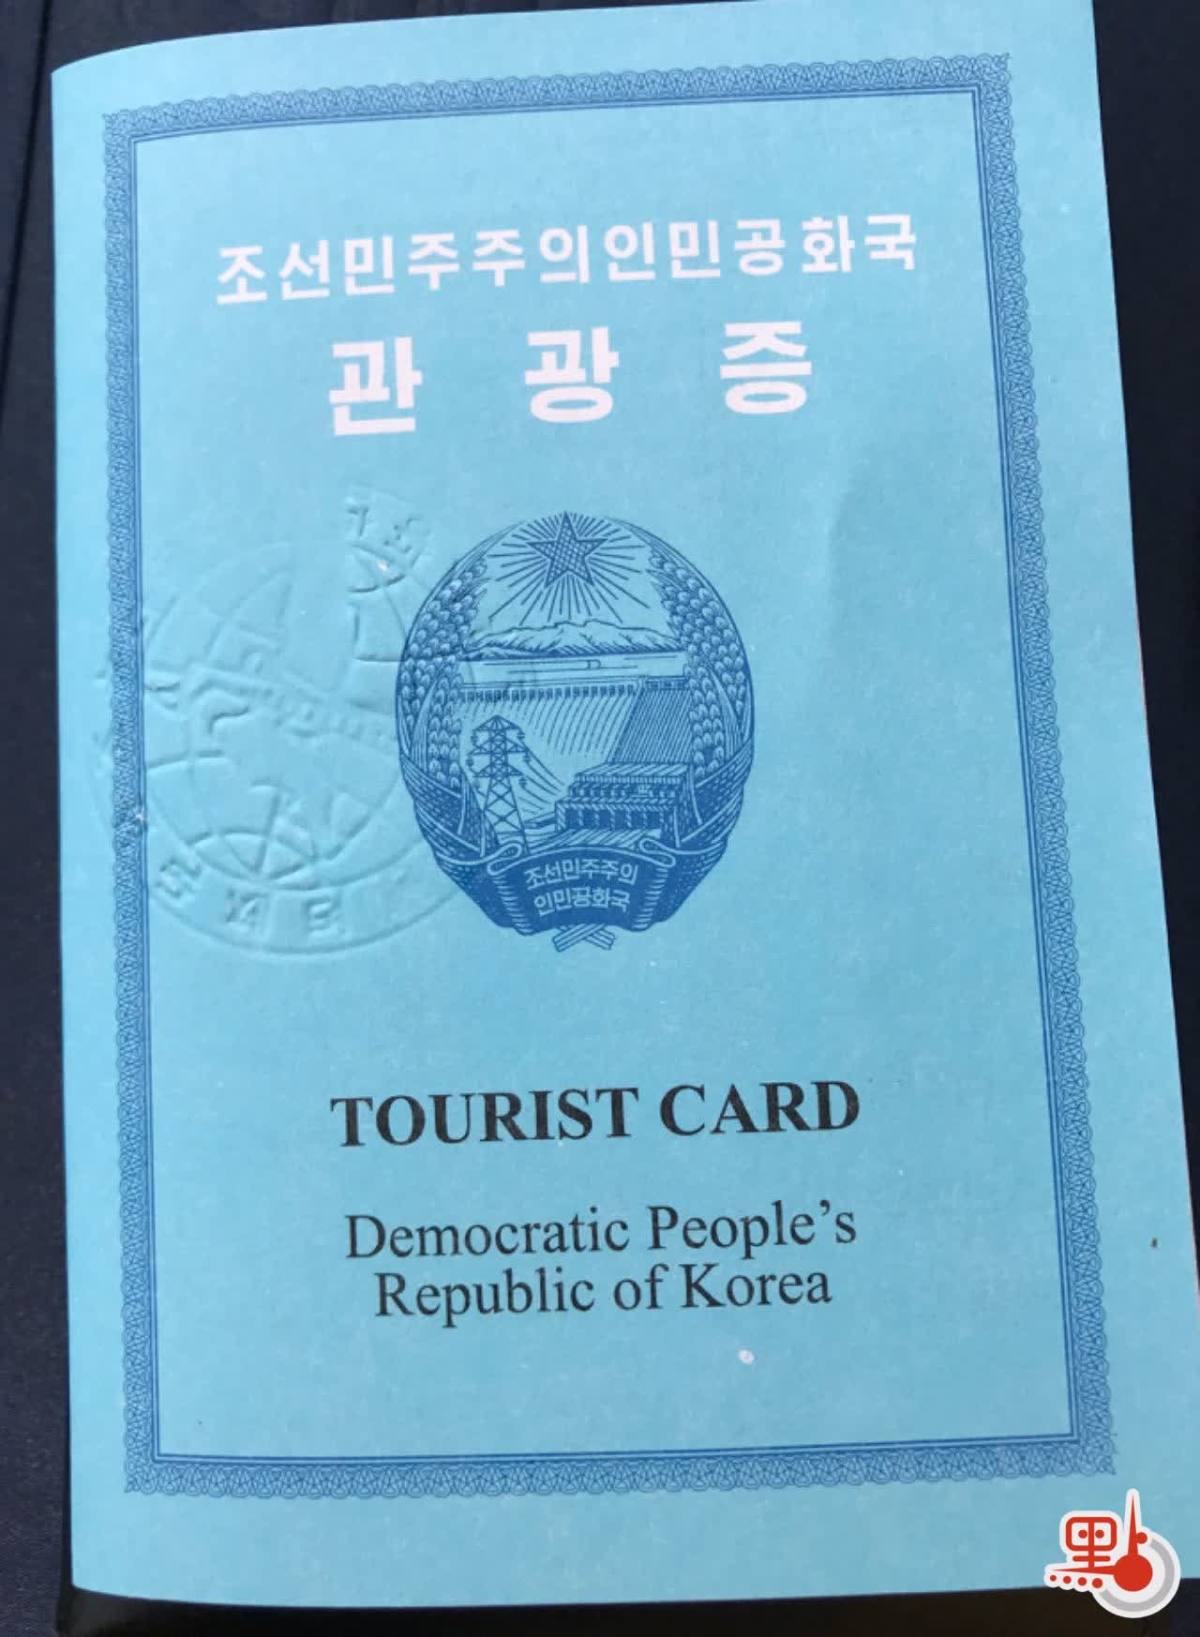 조선민주주의인민공화국
관 광 증
조선민주주의
인민공화국
TOURIST CARD
Democratic People’s
Republic of Korea
點